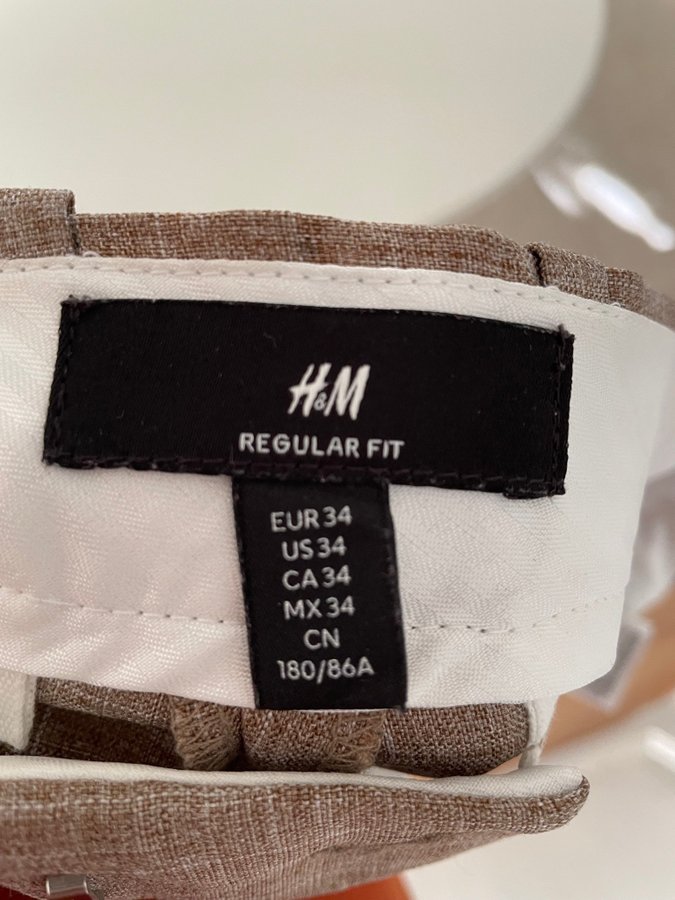 H&M
REGULAR FIT
EUR 34
US 34
CA 34
MX 34
CN
180/86A